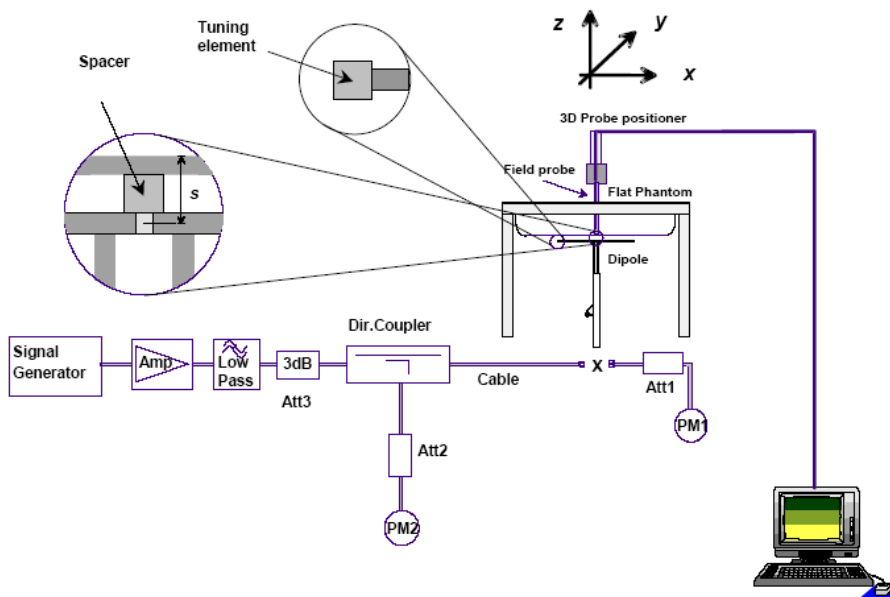 Tuning
element
Spacer
z
y
x
3D Probe positioner
s
Field probe
Flat Phantom
Dipole
Dir.Coupler
Signal
Generator
Amp
Low
Pass
3dB
Att3
Cable
X
Att1
PM1
Att2
PM2